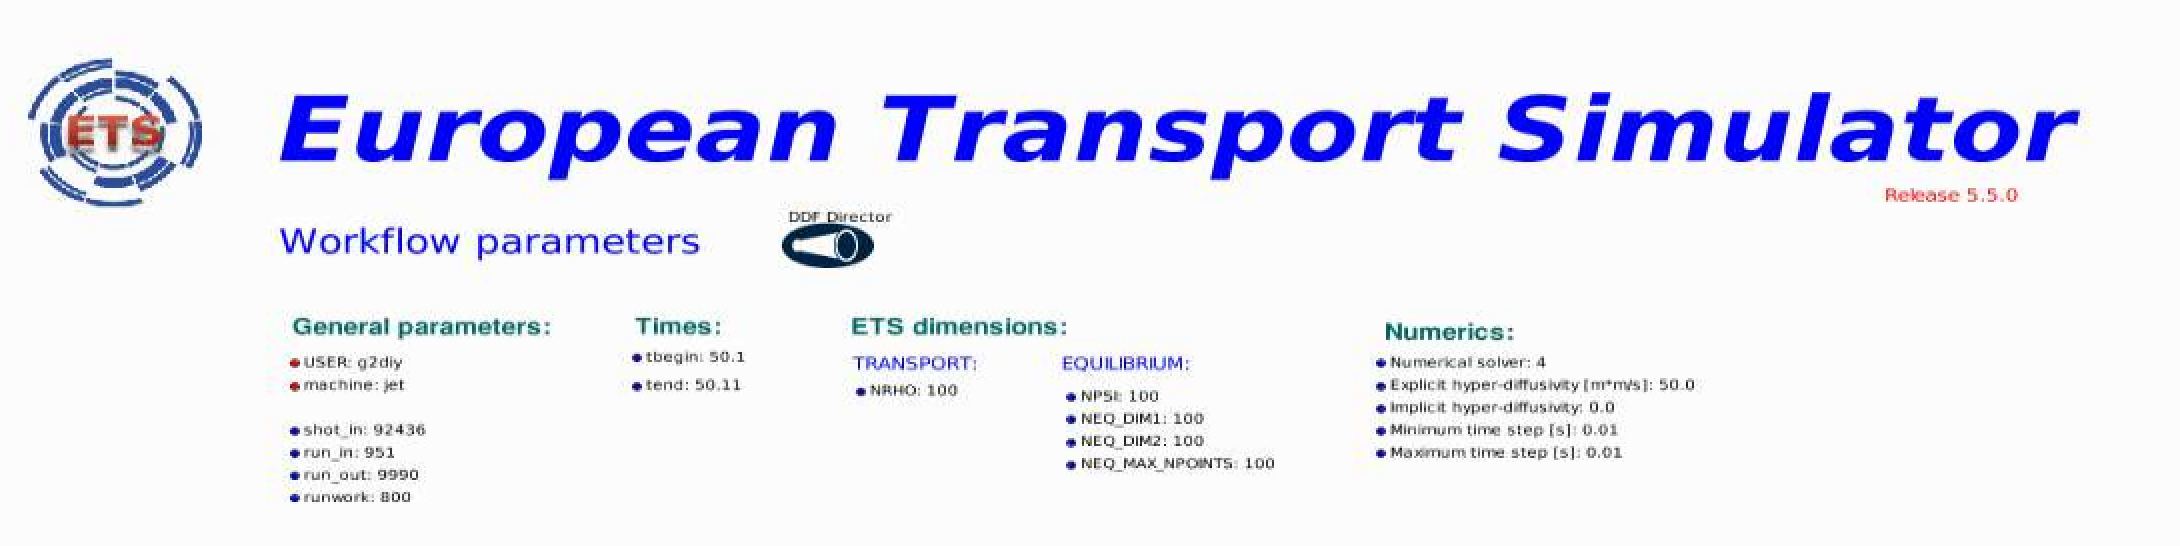 ETS
European Transport Simulator
Release 5.5.0
Workflow parameters
DDF Director
General parameters:
USER: g2diy
machine: jet
shot_in: 92436
run_in: 951
run_out: 9990
runwork: 800
Times:
tbegin: 50.1
tend: 50.11
ETS dimensions:
TRANSPORT:
NRHO: 100
EQUILIBRIUM:
NPSI: 100
NEQ_DIM1: 100
NEQ_DIM2: 100
NEQ_MAX_NPOINTS: 100
Numerics:
Numerical solver: 4
Explicit hyper-diffusivity [m*m/s]: 50.0
Implicit hyper-diffusivity: 0.0
Minimum time step [s]: 0.01
Maximum time step [s]: 0.01